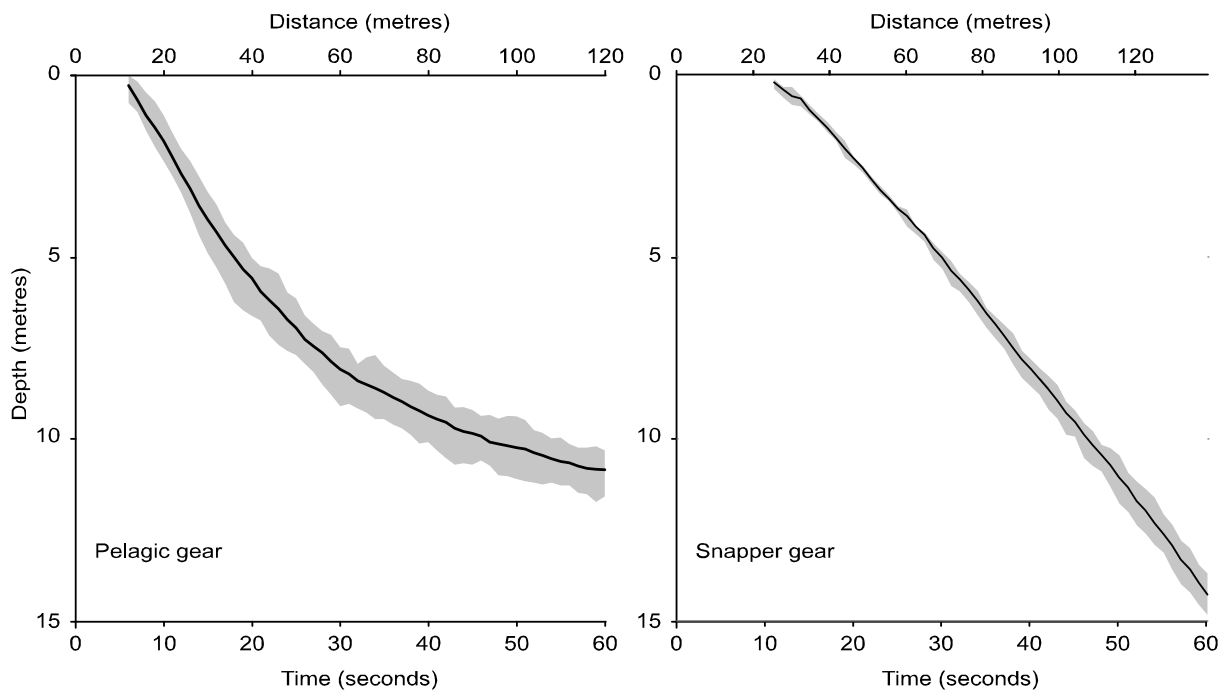 Distance (metres)
0 20 40 60 80 100 120
0
5
10
15
Depth (metres)
Pelagic gear
0 10 20 30 40 50 60
Time (seconds)
Distance (metres)
0 20 40 60 80 100 120
0
5
10
15
Snapper gear
0 10 20 30 40 50 60
Time (seconds)